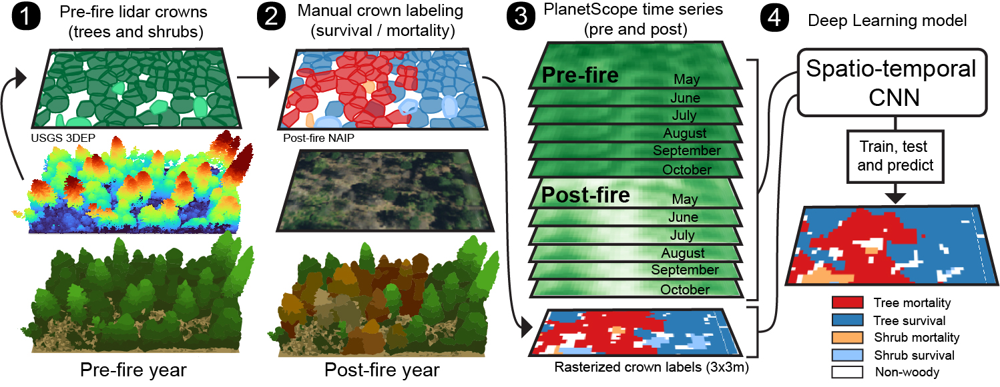 1
Pre-fire lidar crowns
(trees and shrubs)
USGS 3DEP
Pre-fire year
2
Manual crown labeling
(survival / mortality)
Post-fire NAIP
Post-fire year
3
PlanetScope time series
(pre and post)
Pre-fire
May
June
July
August
September
October
Post-fire
May
June
July
August
September
October
Rasterized crown labels (3x3m)
4
Deep Learning model
Spatio-temporal
CNN
Train, test
and predict
Tree mortality
Tree survival
Shrub mortality
Shrub survival
Non-woody